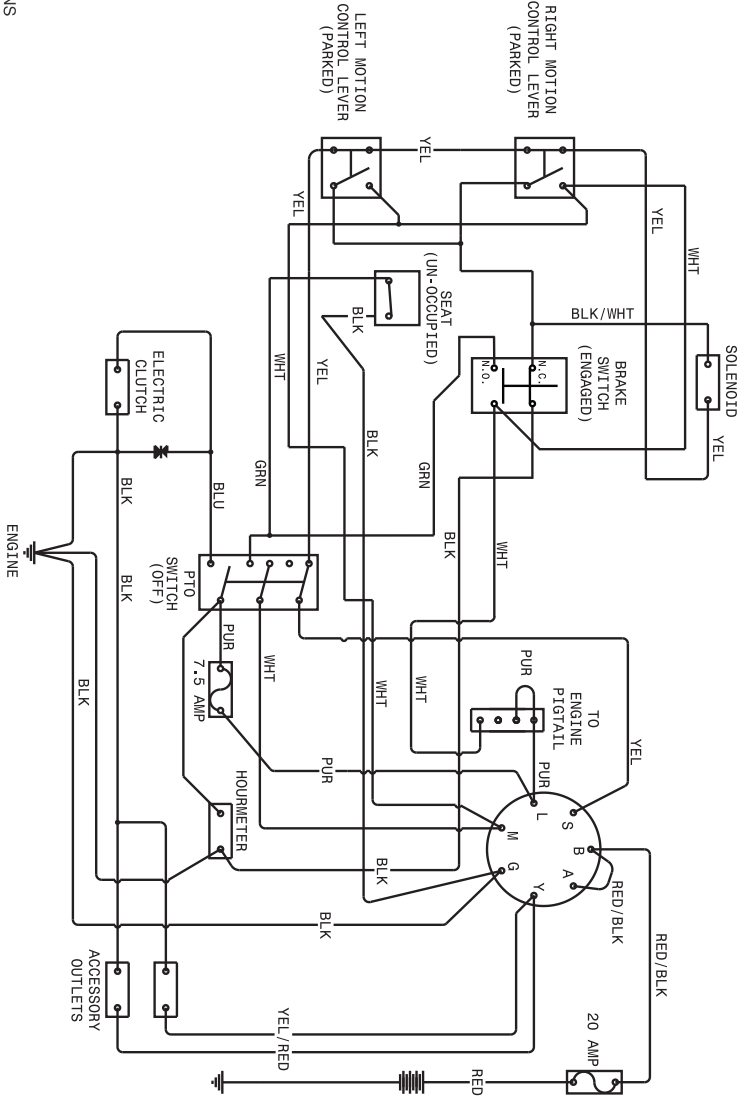 NS
RIGHT MOTION
CONTROL LEVER
(PARKED)
LEFT MOTION
CONTROL LEVER
(PARKED)
YEL
YEL
YEL
WHT
SOLENOID
BLK/WHT
YEL
SEAT
(UN-OCCUPIED)
BLK
BRAKE
SWITCH
(ENGAGED)
N.O.
N.C.
ELECTRIC
CLUTCH
WHT
YEL
BLK
GRN
GRN
BLU
BLK
BLK
BLK
WHT
ENGINE
PTO
SWITCH
(OFF)
PUR
7.5 AMP
WHT
WHT
WHT
PUR
TO
ENGINE
PIGTAIL
YEL
BLK
PUR
PUR
HOURMETER
L
S
B
A
Y
G
M
BLK
RED/BLK
RED/BLK
BLK
ACCESSORY
OUTLETS
YEL/RED
20 AMP
RED